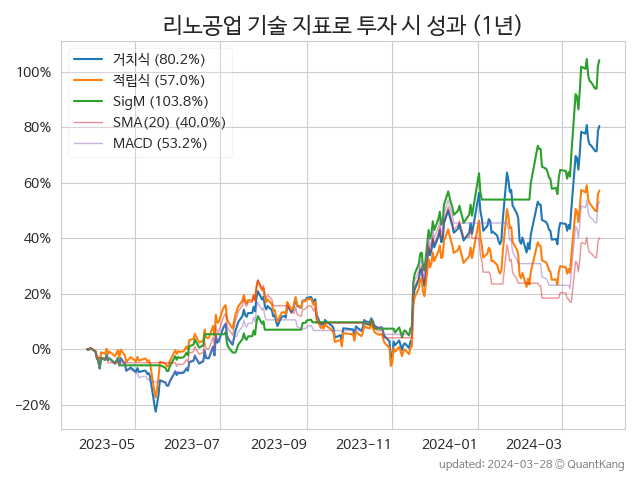 리노공업 기술 지표로 투자 시 성과 (1년)
거치식 (80.2%)
적립식 (57.0%)
SigM (103.8%)
SMA(20) (40.0%)
MACD (53.2%)
100%
80%
60%
40%
20%
0%
−20%
2023-05 2023-07 2023-09 2023-11 2024-01 2024-03
updated: 2024-03-28 © QuantKang